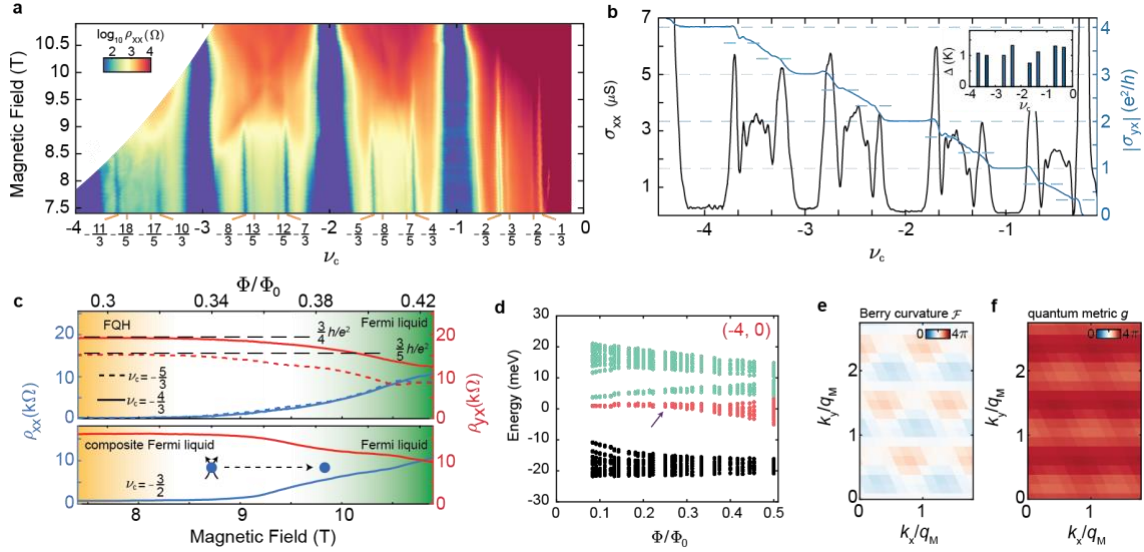 a
log₁₀ ρxx(Ω)
2 3 4
Magnetic Field (T)
10.5
10.0
9.5
9.0
8.5
8.0
7.5
-4 -3 -2 -1 0
-11/3 -18/5 -17/5 -10/3 -8/3 -13/5 -12/5 -7/3 -8/5 -7/5 -4/3 -2/3 -3/5 -2/5 -1/3
νc
b
σxx (μS)
7
5
3
1
-4 -3 -2 -1 0
νc
|σyx| (e²/h)
4
3
2
1
0
Δ (K)
1
0
-4 -3 -2 -1 0
νc
c
Φ/Φ₀
0.3 0.34 0.38 0.42
FQH
Fermi liquid
3/4 h/e²
3/5 h/e²
νc = -5/3
νc = -4/3
ρxx(kΩ)
ρyx(kΩ)
20
10
0
20
10
0
composite Fermi liquid
Fermi liquid
νc = -3/2
10
0
10
0
8 9 10
Magnetic Field (T)
d
(-4, 0)
Energy (meV)
30
20
10
0
-10
-20
-30
0 0.1 0.2 0.3 0.4 0.5
Φ/Φ₀
e
Berry curvature ℱ
0 4π
ky/qM
2
1
0
0 1
kx/qM
f
quantum metric g
0 4π
ky/qM
2
1
0
0 1
kx/qM